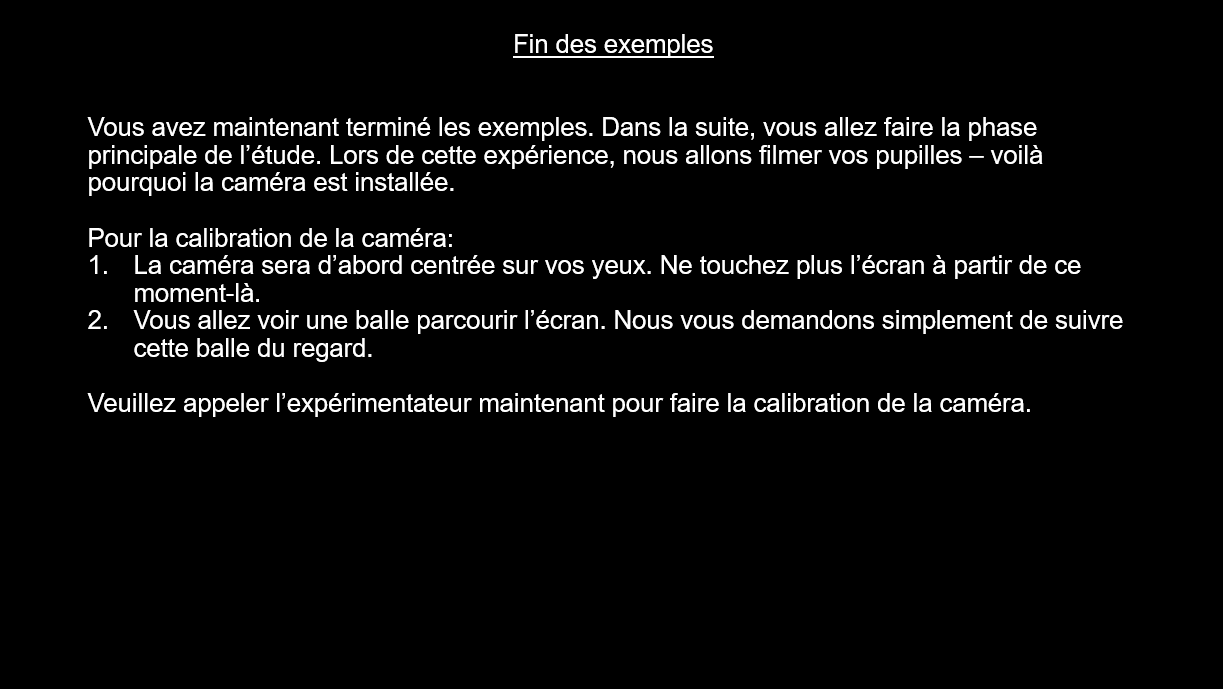 Fin des exemples
Vous avez maintenant terminé les exemples. Dans la suite, vous allez faire la phase
principale de l’étude. Lors de cette expérience, nous allons filmer vos pupilles – voilà
pourquoi la caméra est installée.
Pour la calibration de la caméra:
1. La caméra sera d’abord centrée sur vos yeux. Ne touchez plus l’écran à partir de ce
moment-là.
2. Vous allez voir une balle parcourir l’écran. Nous vous demandons simplement de suivre
cette balle du regard.
Veuillez appeler l’expérimentateur maintenant pour faire la calibration de la caméra.